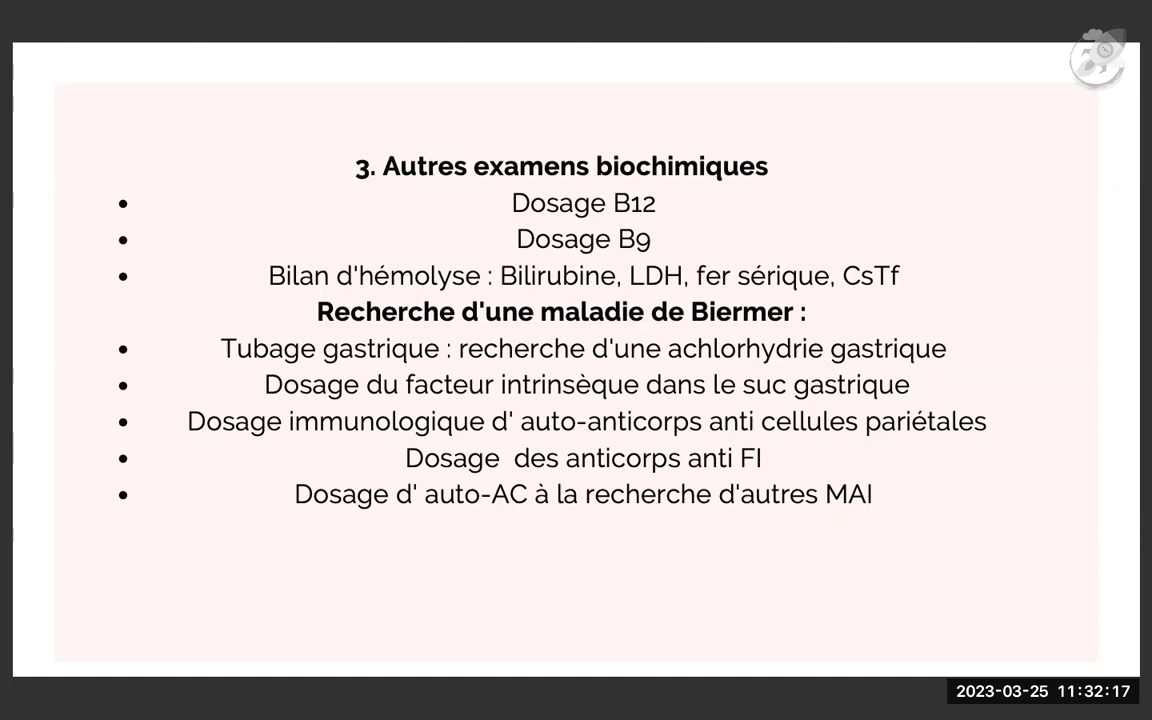 3. Autres examens biochimiques
• Dosage B12
• Dosage B9
• Bilan d'hémolyse : Bilirubine, LDH, fer sérique, CsTf
Recherche d'une maladie de Biermer :
• Tubage gastrique : recherche d'une achlorhydrie gastrique
• Dosage du facteur intrinsèque dans le suc gastrique
• Dosage immunologique d' auto-anticorps anti cellules pariétales
• Dosage  des anticorps anti FI
• Dosage d' auto-AC à la recherche d'autres MAI
2023-03-25 11:32:17